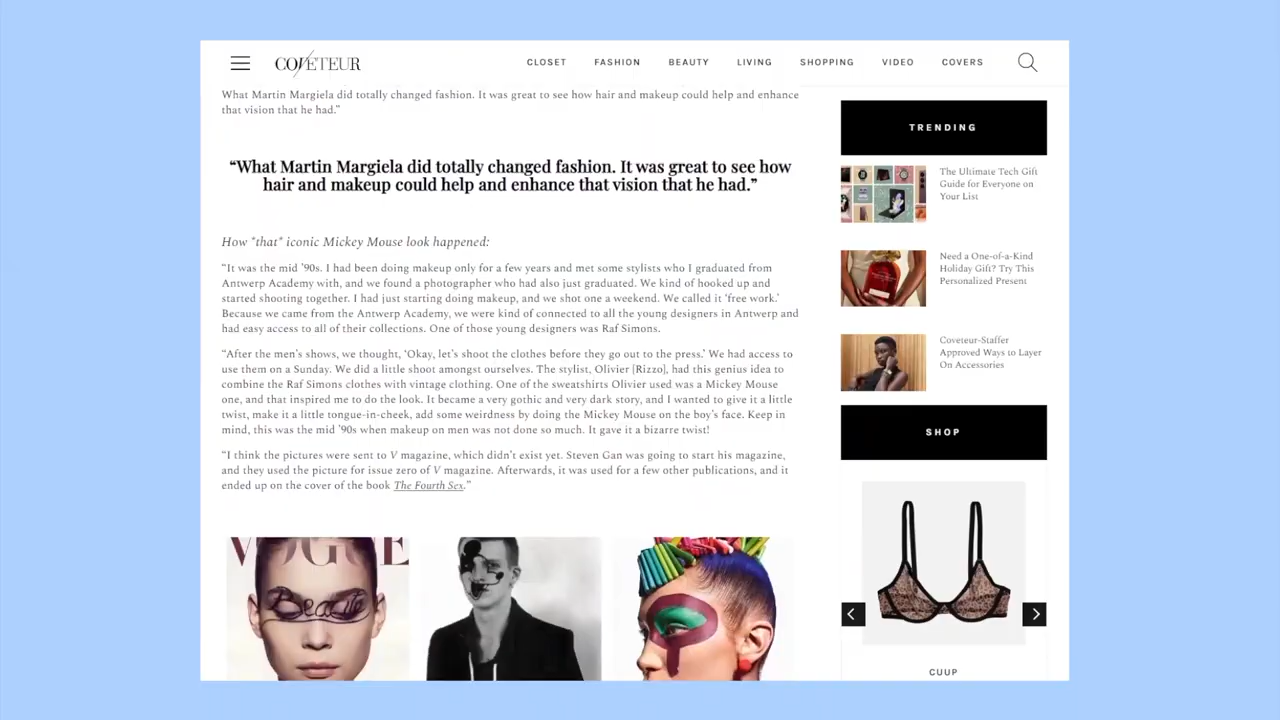 COVETEUR
CLOSET FASHION BEAUTY LIVING SHOPPING VIDEO COVERS
What Martin Margiela did totally changed fashion. It was great to see how hair and makeup could help and enhance
that vision that he had.”
“What Martin Margiela did totally changed fashion. It was great to see how
hair and makeup could help and enhance that vision that he had.”
How *that* iconic Mickey Mouse look happened:
“It was the mid ’90s. I had been doing makeup only for a few years and met some stylists who I graduated from
Antwerp Academy with, and we found a photographer who had also just graduated. We kind of hooked up and
started shooting together. I had just starting doing makeup, and we shot one a weekend. We called it ‘free work.’
Because we came from the Antwerp Academy, we were kind of connected to all the young designers in Antwerp and
had easy access to all of their collections. One of those young designers was Raf Simons.
“After the men’s shows, we thought, ‘Okay, let’s shoot the clothes before they go out to the press.’ We had access to
use them on a Sunday. We did a little shoot amongst ourselves. The stylist, Olivier [Rizzo], had this genius idea to
combine the Raf Simons clothes with vintage clothing. One of the sweatshirts Olivier used was a Mickey Mouse
one, and that inspired me to do the look. It became a very gothic and very dark story, and I wanted to give it a little
twist, make it a little tongue-in-cheek, add some weirdness by doing the Mickey Mouse on the boy’s face. Keep in
mind, this was the mid ’90s when makeup on men was not done so much. It gave it a bizarre twist!
“I think the pictures were sent to V magazine, which didn’t exist yet. Steven Gan was going to start his magazine,
and they used the picture for issue zero of V magazine. Afterwards, it was used for a few other publications, and it
ended up on the cover of the book The Fourth Sex.”
VOGUE
Beauté
TRENDING
The Ultimate Tech Gift
Guide for Everyone on
Your List
Need a One-of-a-Kind
Holiday Gift? Try This
Personalized Present
Coveteur-Staffer
Approved Ways to Layer
On Accessories
SHOP
CUUP